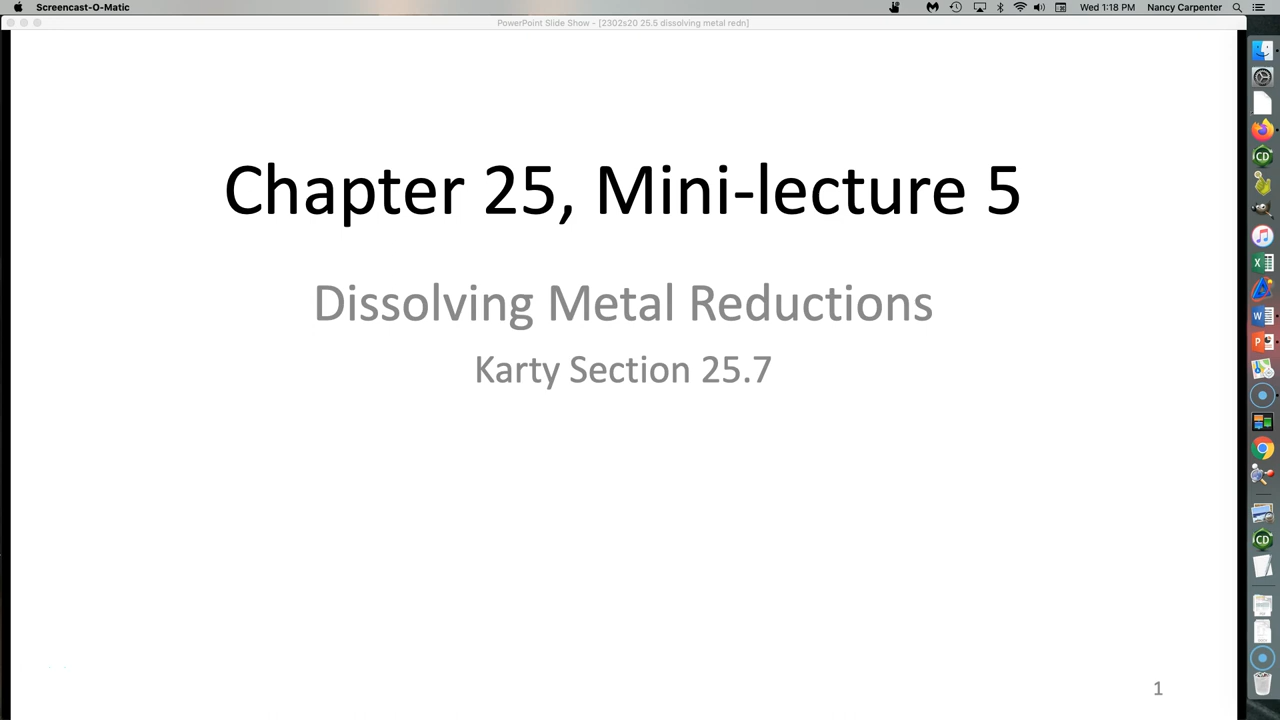 Screencast-O-Matic
Wed 1:18 PM Nancy Carpenter
PowerPoint Slide Show - [2302s20 25.5 dissolving metal redn]
Chapter 25, Mini-lecture 5
Dissolving Metal Reductions
Karty Section 25.7
1